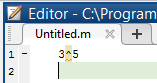 Editor - C:\Program
Untitled.m × +
1 - 3^5
2